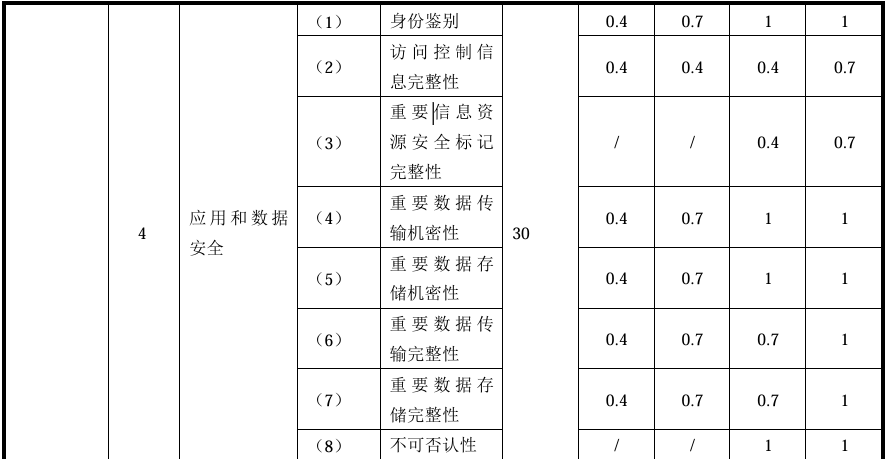 （1） 身份鉴别 0.4 0.7 1 1
（2） 访问控制信
息完整性 0.4 0.4 0.4 0.7
（3） 重要信息资
源安全标记
完整性 / / 0.4 0.7
4 应用和数据
安全 30
（4） 重要数据传
输机密性 0.4 0.7 1 1
（5） 重要数据存
储机密性 0.4 0.7 1 1
（6） 重要数据传
输完整性 0.4 0.7 0.7 1
（7） 重要数据存
储完整性 0.4 0.7 0.7 1
（8） 不可否认性 / / 1 1